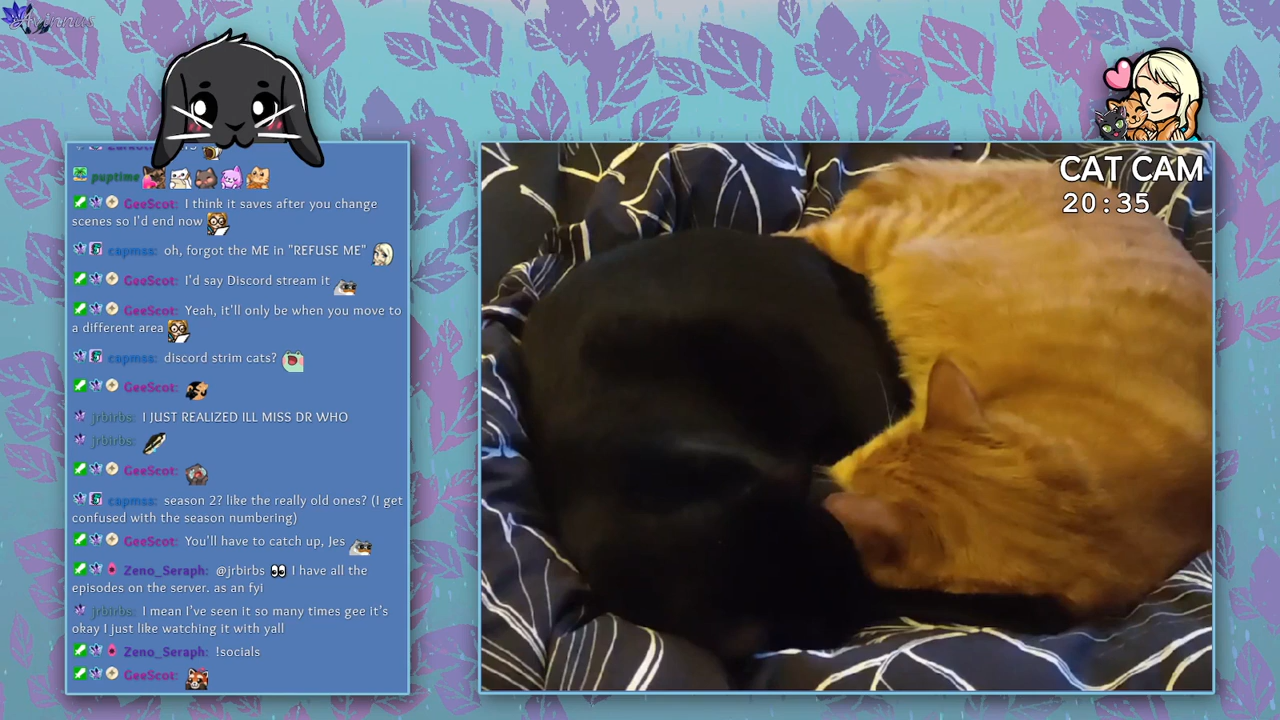 Avinnus
puptime
GeeScot: I think it saves after you change
scenes so I'd end now
capmss: oh, forgot the ME in "REFUSE ME"
GeeScot: I'd say Discord stream it
GeeScot: Yeah, it'll only be when you move to
a different area
capmss: discord strim cats?
GeeScot:
jrbirbs: I JUST REALIZED ILL MISS DR WHO
jrbirbs:
GeeScot:
capmss: season 2? like the really old ones? (I get
confused with the season numbering)
GeeScot: You'll have to catch up, Jes
Zeno_Seraph: @jrbirbs 👀 I have all the
episodes on the server. as an fyi
jrbirbs: I mean I've seen it so many times gee it's
okay I just like watching it with yall
Zeno_Seraph: !socials
GeeScot:
CAT CAM
20:35